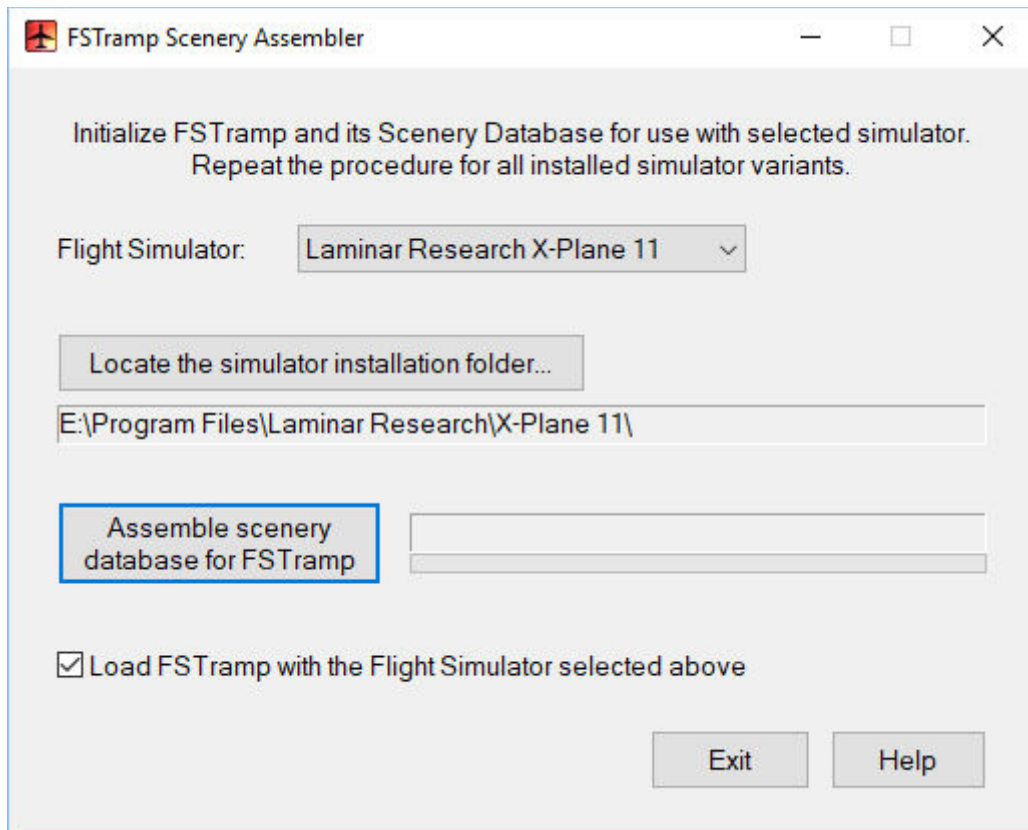 FSTramp Scenery Assembler
Initialize FSTramp and its Scenery Database for use with selected simulator.
Repeat the procedure for all installed simulator variants.
Flight Simulator:
Laminar Research X-Plane 11
Locate the simulator installation folder...
E:\Program Files\Laminar Research\X-Plane 11\
Assemble scenery
database for FSTramp
Load FSTramp with the Flight Simulator selected above
Exit
Help